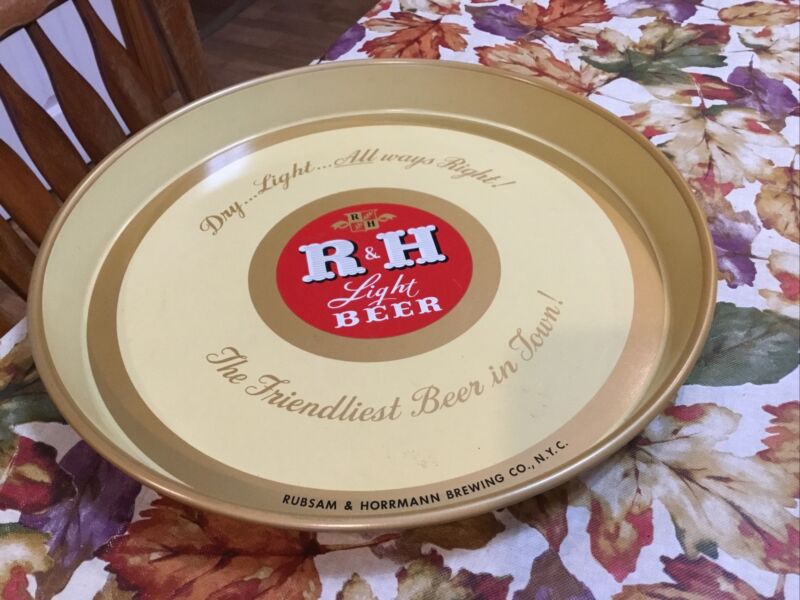 Dry...Light...All ways Right!
R H
R & H
Light
BEER
The Friendliest Beer in Town!
RUBSAM & HORRMANN BREWING CO., N.Y.C.